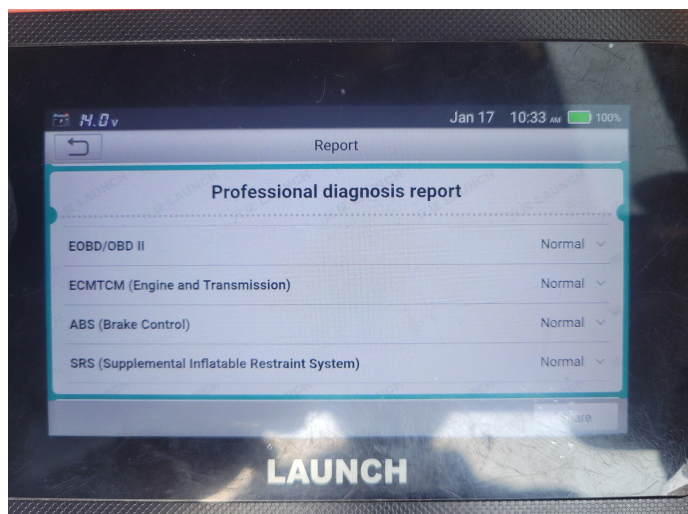 14.0v Jan 17 10:33 AM 100%
Report
Professional diagnosis report
EOBD/OBD II Normal
ECMTCM (Engine and Transmission) Normal
ABS (Brake Control) Normal
SRS (Supplemental Inflatable Restraint System) Normal
Share
LAUNCH